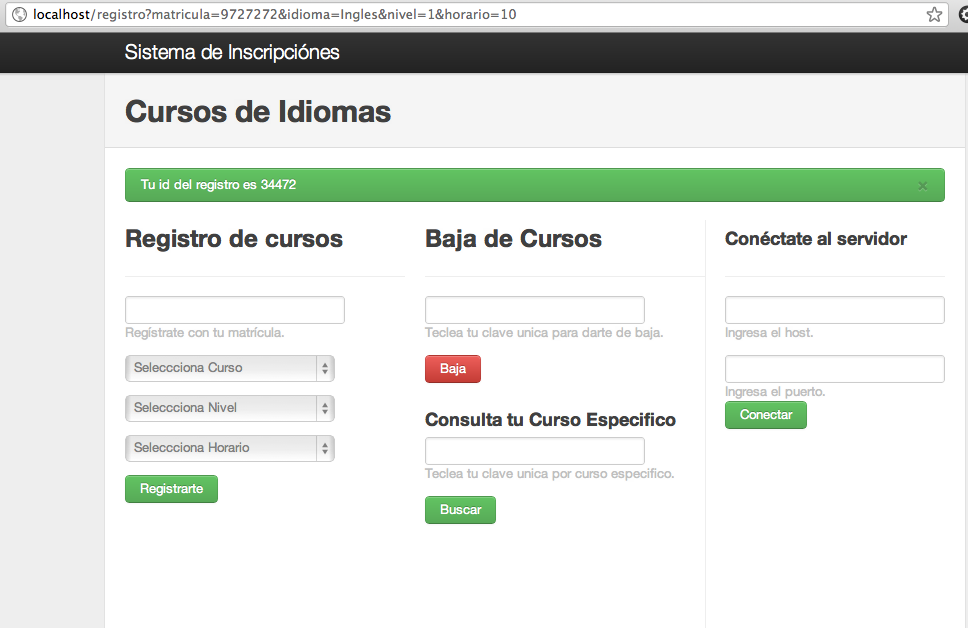 localhost/registro?matricula=9727272&idioma=Ingles&nivel=1&horario=10
Sistema de Inscripciónes
Cursos de Idiomas
Tu id del registro es 34472
×
Registro de cursos
Regístrate con tu matrícula.
Seleccciona Curso
Seleccciona Nivel
Seleccciona Horario
Registrarte
Baja de Cursos
Teclea tu clave unica para darte de baja.
Baja
Consulta tu Curso Especifico
Teclea tu clave unica por curso especifico.
Buscar
Conéctate al servidor
Ingresa el host.
Ingresa el puerto.
Conectar